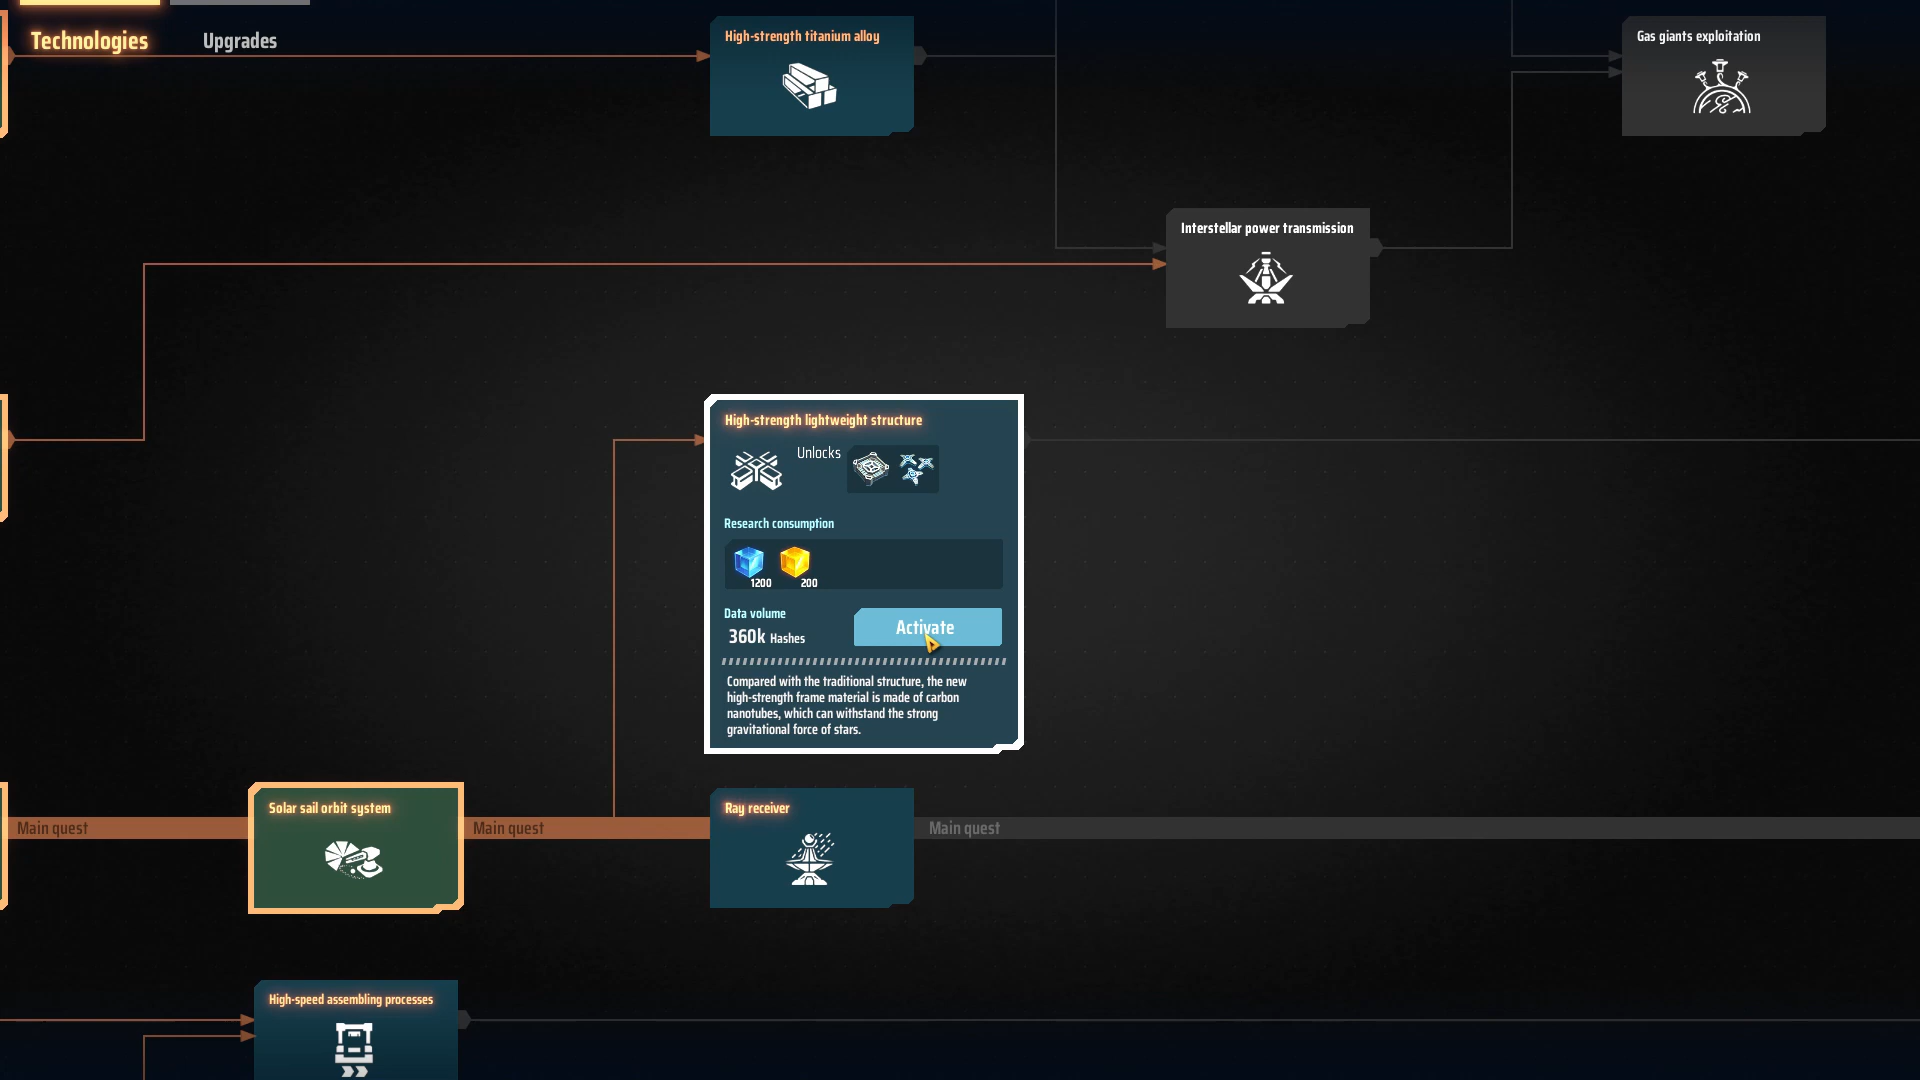 Technologies
Upgrades
High-strength titanium alloy
Gas giants exploitation
Interstellar power transmission
High-strength lightweight structure
Unlocks
Research consumption
1200
200
Data volume
360k Hashes
Activate
Compared with the traditional structure, the new
high-strength frame material is made of carbon
nanotubes, which can withstand the strong
gravitational force of stars.
Main quest
Solar sail orbit system
Main quest
Ray receiver
Main quest
High-speed assembling processes